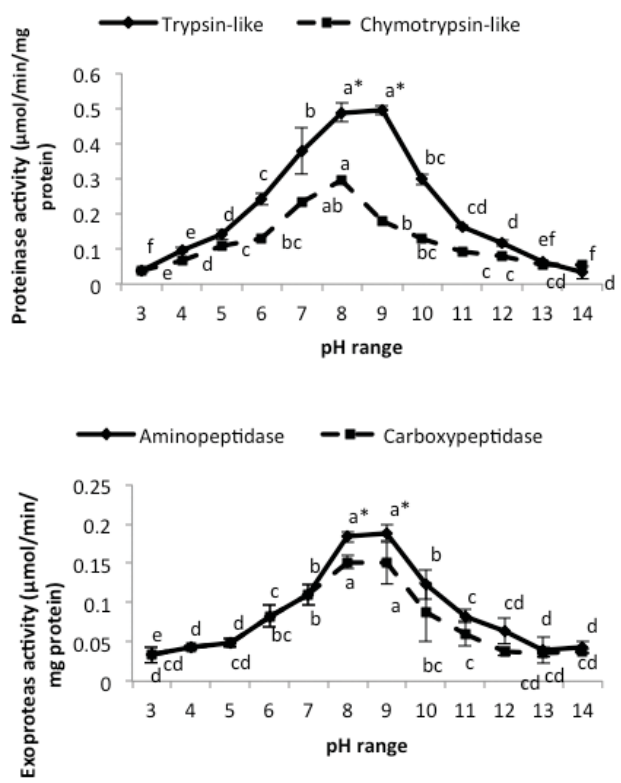 Trypsin-like Chymotrypsin-like
Proteinase activity (µmol/min/mg
protein)
0.6
0.5
0.4
0.3
0.2
0.1
0
f e d c b a* a* bc cd d ef f
e d c bc ab a b bc c c cd d
3 4 5 6 7 8 9 10 11 12 13 14
pH range
Aminopeptidase Carboxypeptidase
Exoproteas activity (µmol/min/
mg protein)
0.25
0.2
0.15
0.1
0.05
0
e d d c b a* a* b c cd d d
d cd cd bc b a a bc c cd cd cd
3 4 5 6 7 8 9 10 11 12 13 14
pH range